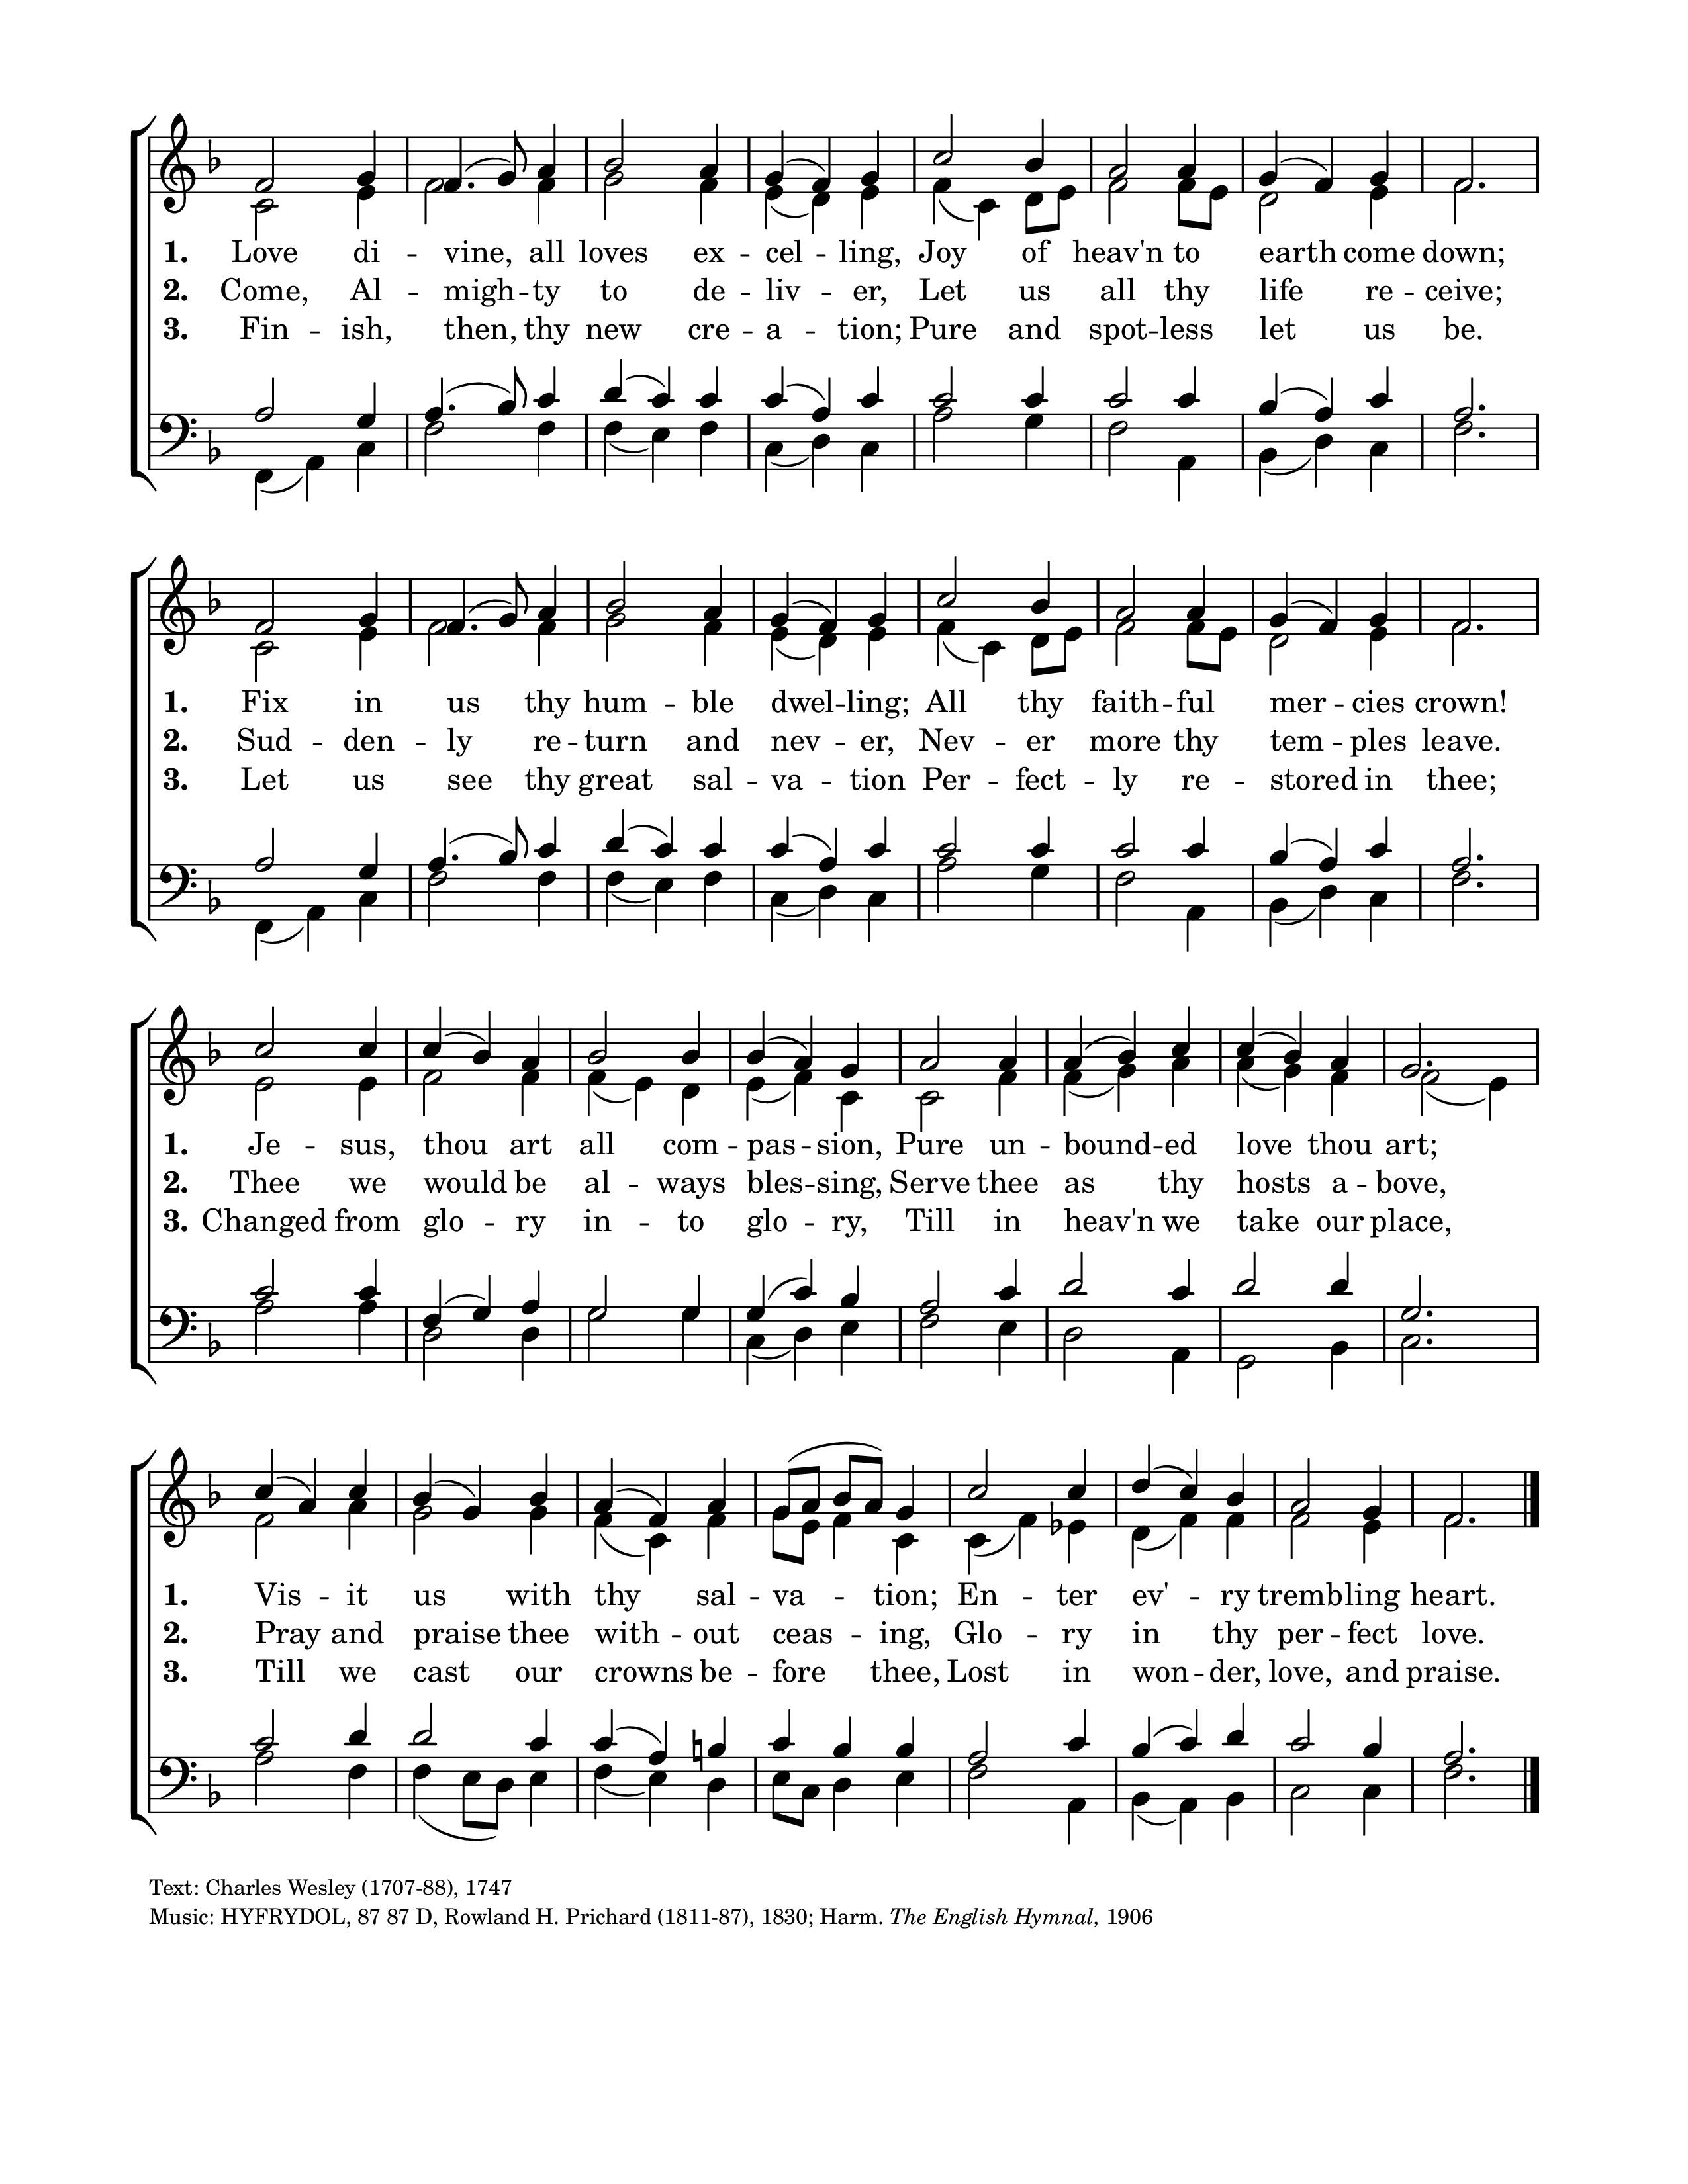 1. Love di -- vine, all loves ex -- cel -- ling, Joy of heav'n to earth come down;
2. Come, Al -- migh -- ty to de -- liv -- er, Let us all thy life re -- ceive;
3. Fin -- ish, then, thy new cre -- a -- tion; Pure and spot -- less let us be.
1. Fix in us thy hum -- ble dwel -- ling; All thy faith -- ful mer -- cies crown!
2. Sud -- den -- ly re -- turn and nev -- er, Nev -- er more thy tem -- ples leave.
3. Let us see thy great sal -- va -- tion Per -- fect -- ly re -- stored in thee;
1. Je -- sus, thou art all com -- pas -- sion, Pure un -- bound -- ed love thou art;
2. Thee we would be al -- ways bles -- sing, Serve thee as thy hosts a -- bove,
3. Changed from glo -- ry in -- to glo -- ry, Till in heav'n we take our place,
1. Vis -- it us with thy sal -- va -- tion; En -- ter ev' -- ry trembling heart.
2. Pray and praise thee with -- out ceas -- ing, Glo -- ry in thy per -- fect love.
3. Till we cast our crowns be -- fore thee, Lost in won -- der, love, and praise.
Text: Charles Wesley (1707-88), 1747
Music: HYFRYDOL, 87 87 D, Rowland H. Prichard (1811-87), 1830; Harm. The English Hymnal, 1906